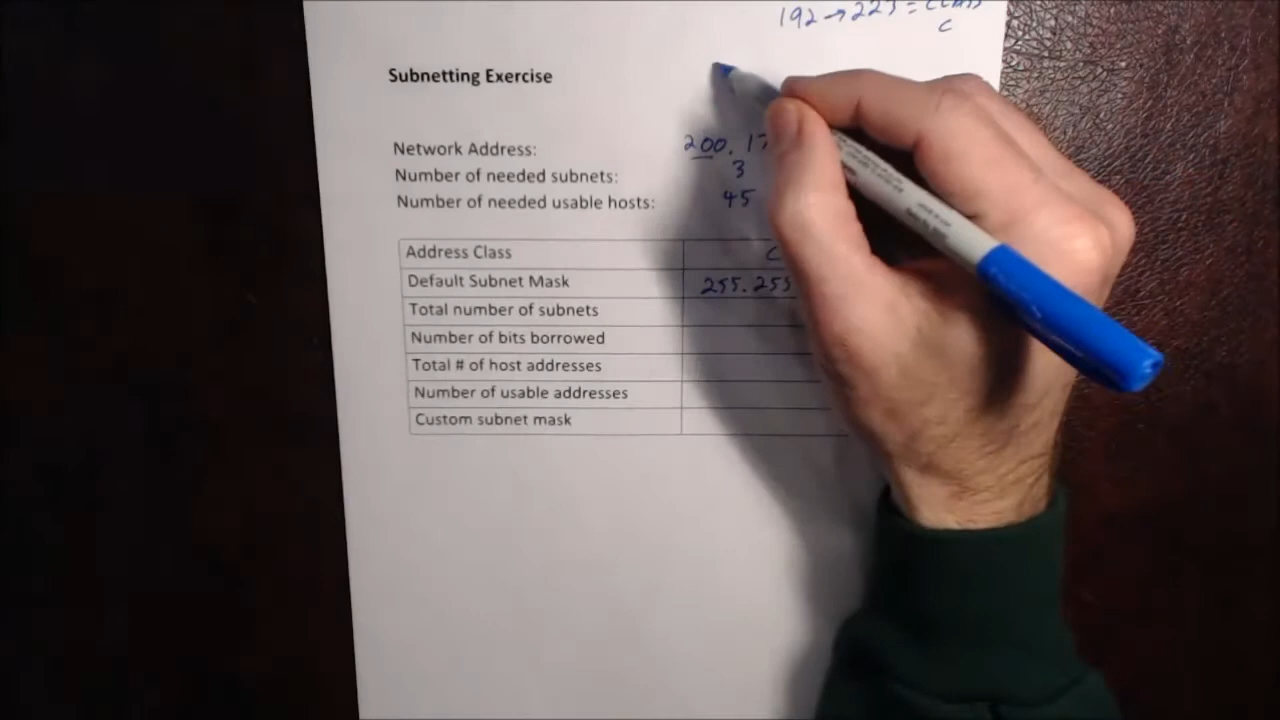 192 → 223 = Class
C
Subnetting Exercise
Network Address: 200.17
Number of needed subnets: 3
Number of needed usable hosts: 45
Address Class C
Default Subnet Mask 255.255
Total number of subnets
Number of bits borrowed
Total # of host addresses
Number of usable addresses
Custom subnet mask